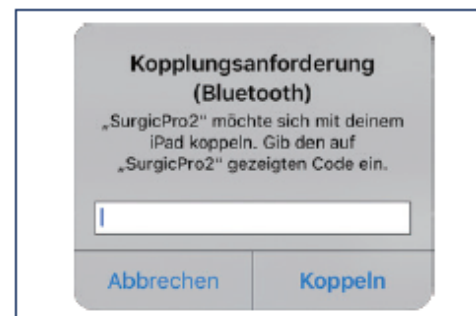 Kopplungsanforderung
(Bluetooth)
„SurgicPro2" möchte sich mit deinem
iPad koppeln. Gib den auf
„SurgicPro2" gezeigten Code ein.
Abbrechen
Koppeln